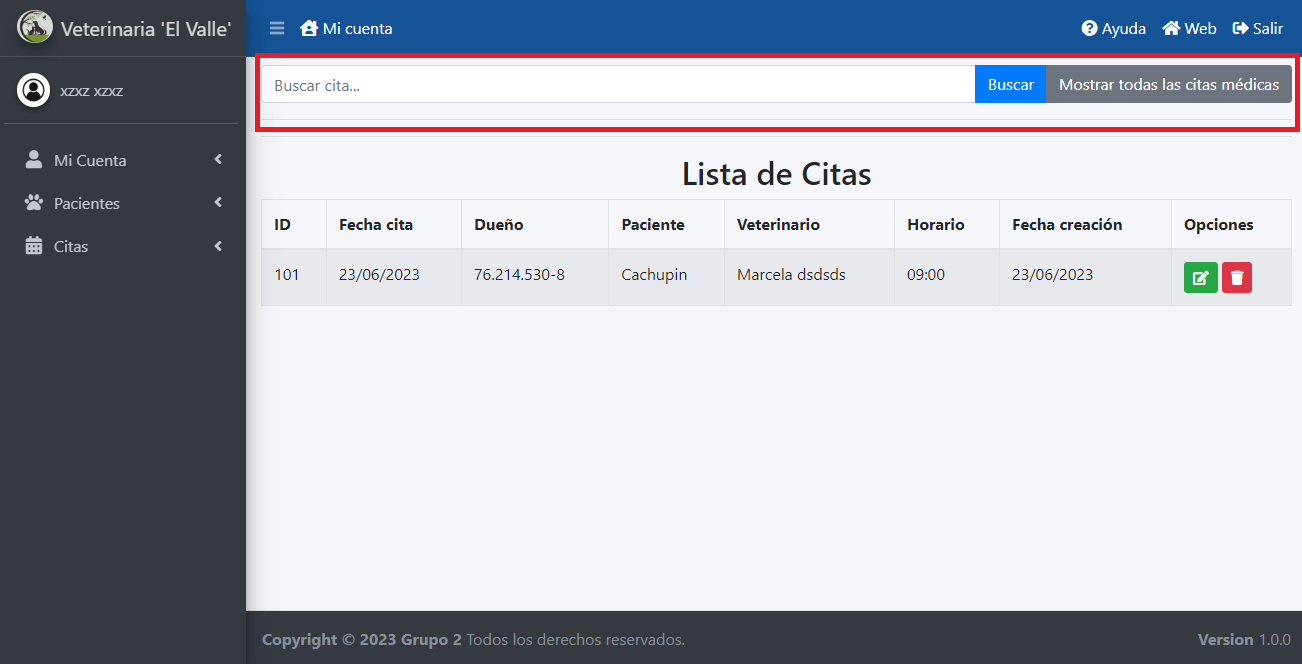 Veterinaria 'El Valle'
Mi cuenta
Ayuda Web Salir
xzxz xzxz
Mi Cuenta
Pacientes
Citas
Buscar cita... Buscar Mostrar todas las citas médicas
Lista de Citas
ID Fecha cita Dueño Paciente Veterinario Horario Fecha creación Opciones
101 23/06/2023 76.214.530-8 Cachupin Marcela dsdsds 09:00 23/06/2023
Copyright © 2023 Grupo 2 Todos los derechos reservados. Version 1.0.0